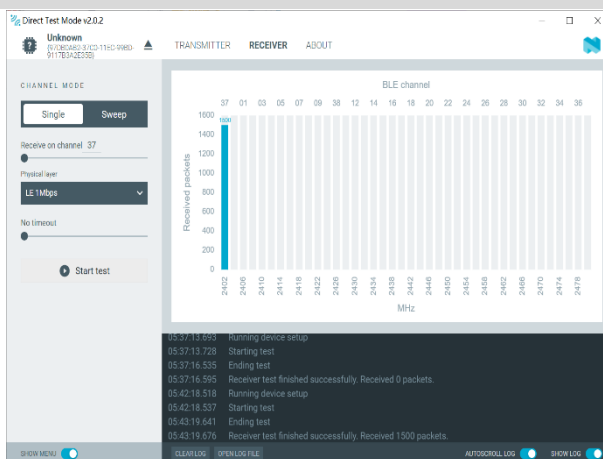 Direct Test Mode v2.0.2
Unknown
TRANSMITTER RECEIVER ABOUT
CHANNEL MODE
Single Sweep
Receive on channel 37
Physical layer
LE 1Mbps
No timeout
Start test
BLE channel
37 01 03 05 07 09 38 12 14 16 18 20 22 24 26 28 30 32 34 36
Received packets
1600
1400
1200
1000
800
600
400
200
0
1500
2402 2406 2410 2414 2418 2422 2426 2430 2434 2438 2442 2446 2450 2454 2458 2462 2466 2470 2474 2478
MHz
05:37:13.693 Running device setup
05:37:13.728 Starting test
05:37:16.535 Ending test
05:37:16.595 Receiver test finished successfully. Received 0 packets.
05:42:18.518 Running device setup
05:42:18.537 Starting test
05:43:19.641 Ending test
05:43:19.676 Receiver test finished successfully. Received 1500 packets.
SHOW MENU CLEAR LOG OPEN LOG FILE AUTOSCROLL LOG SHOW LOG